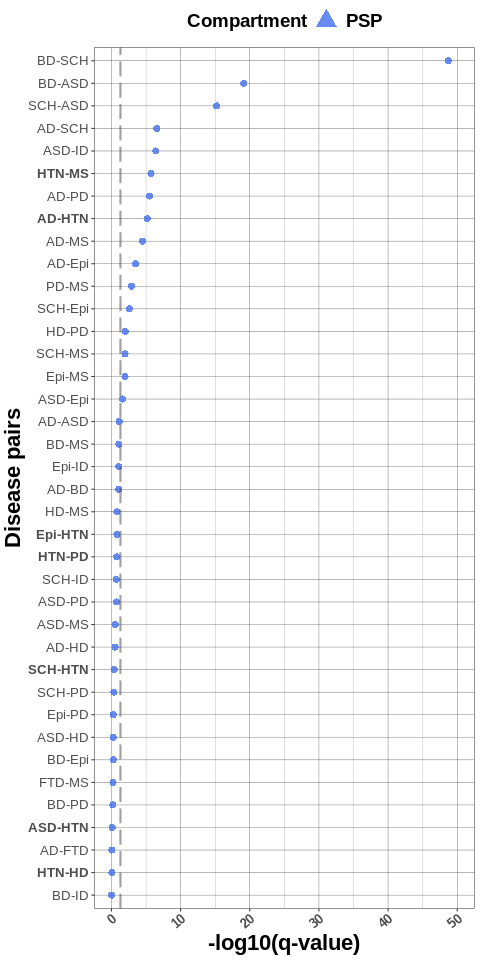 Compartment PSP
BD-SCH
BD-ASD
SCH-ASD
AD-SCH
ASD-ID
HTN-MS
AD-PD
AD-HTN
AD-MS
AD-Epi
PD-MS
SCH-Epi
HD-PD
SCH-MS
Epi-MS
ASD-Epi
AD-ASD
BD-MS
Epi-ID
AD-BD
HD-MS
Epi-HTN
HTN-PD
SCH-ID
ASD-PD
ASD-MS
AD-HD
SCH-HTN
SCH-PD
Epi-PD
ASD-HD
BD-Epi
FTD-MS
BD-PD
ASD-HTN
AD-FTD
HTN-HD
BD-ID
Disease pairs
0 10 20 30 40 50
-log10(q-value)